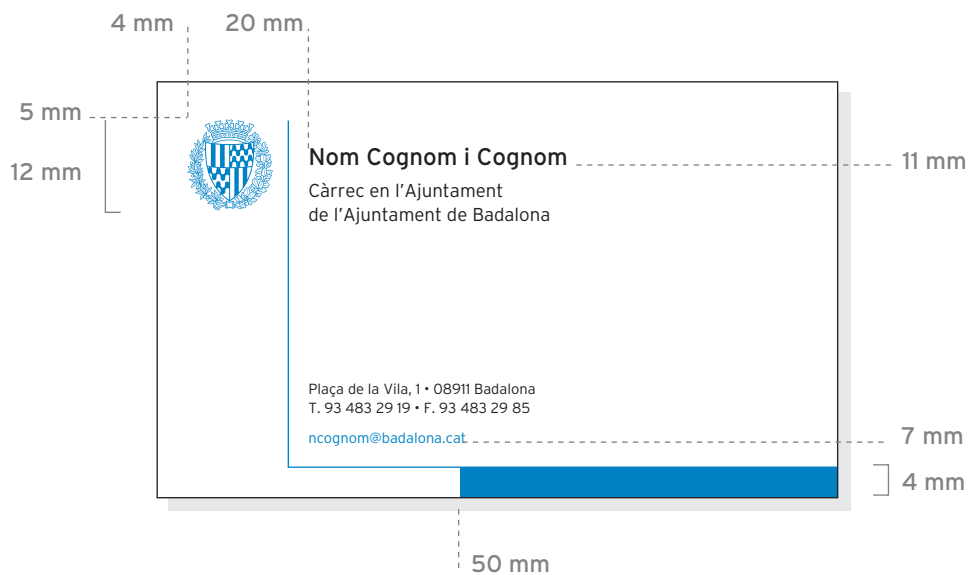 4 mm
20 mm
5 mm
12 mm
Nom Cognom i Cognom
11 mm
Càrrec en l'Ajuntament
de l'Ajuntament de Badalona
Plaça de la Vila, 1 • 08911 Badalona
T. 93 483 29 19 • F. 93 483 29 85
ncognom@badalona.cat
7 mm
4 mm
50 mm